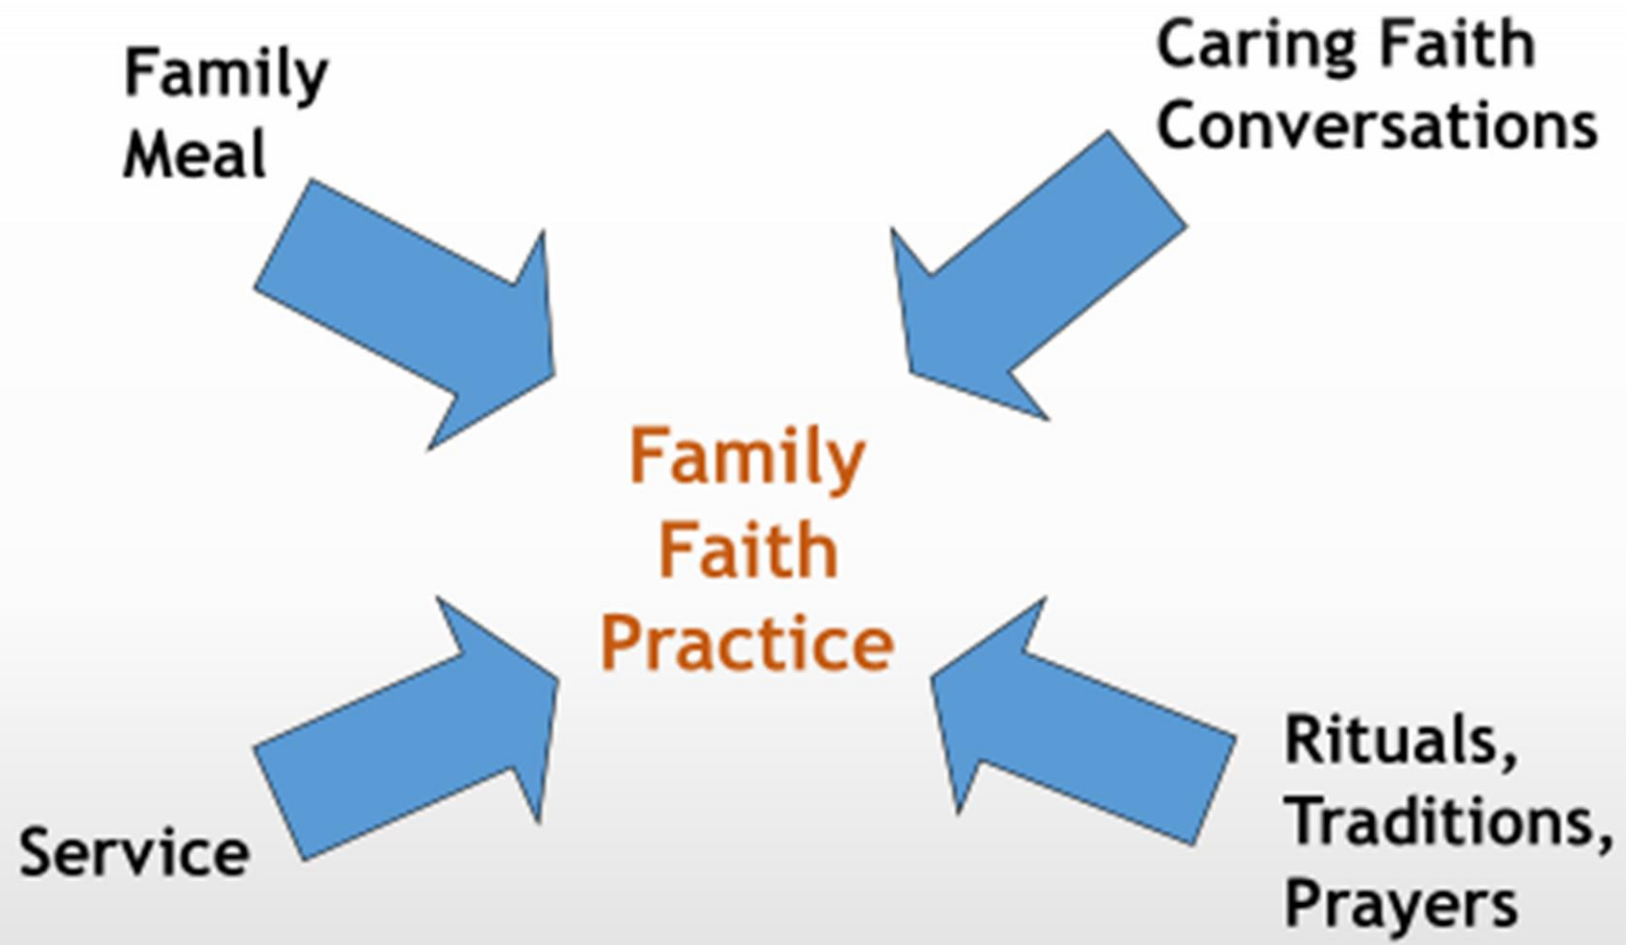 Family
Meal
Caring Faith
Conversations
Family
Faith
Practice
Service
Rituals,
Traditions,
Prayers